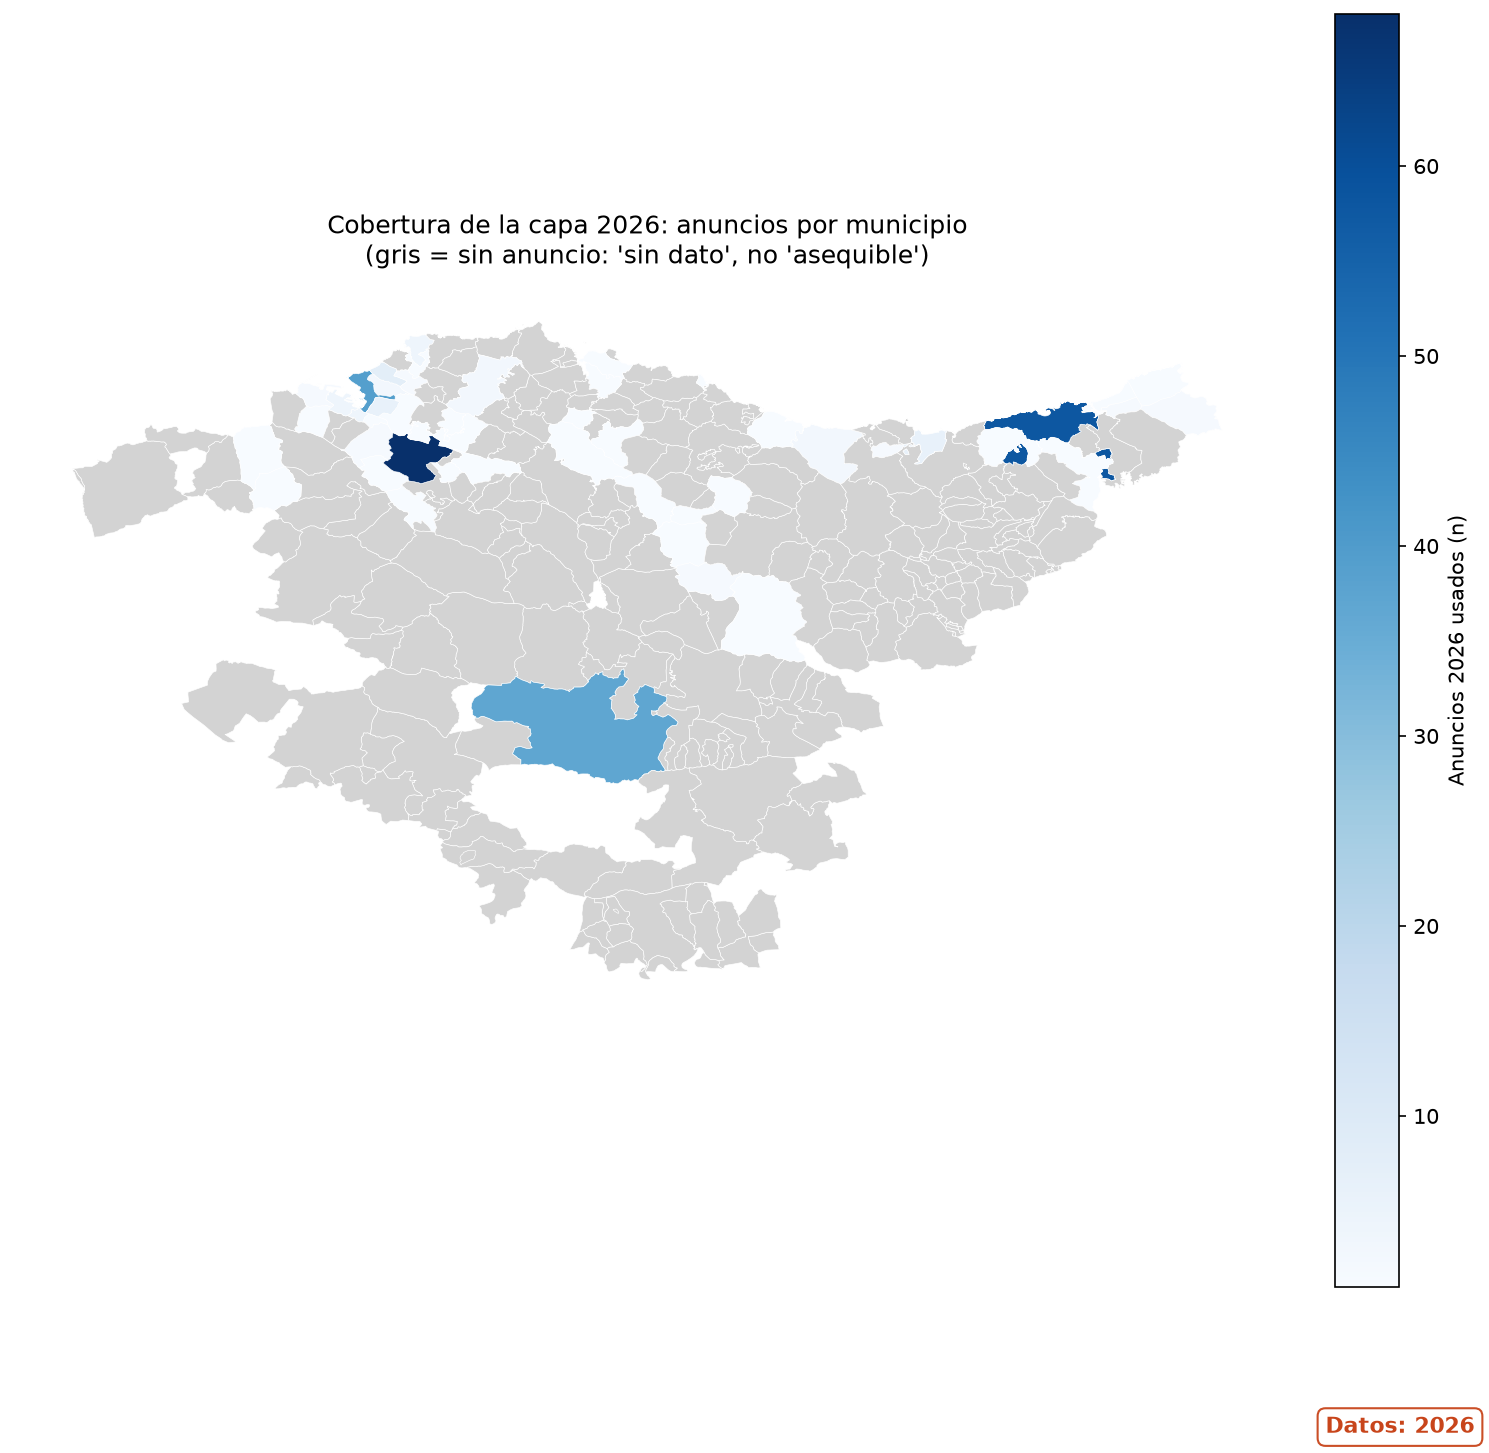 Cobertura de la capa 2026: anuncios por municipio
(gris = sin anuncio: 'sin dato', no 'asequible')
60
50
40
30
20
10
Anuncios 2026 usados (n)
Datos: 2026